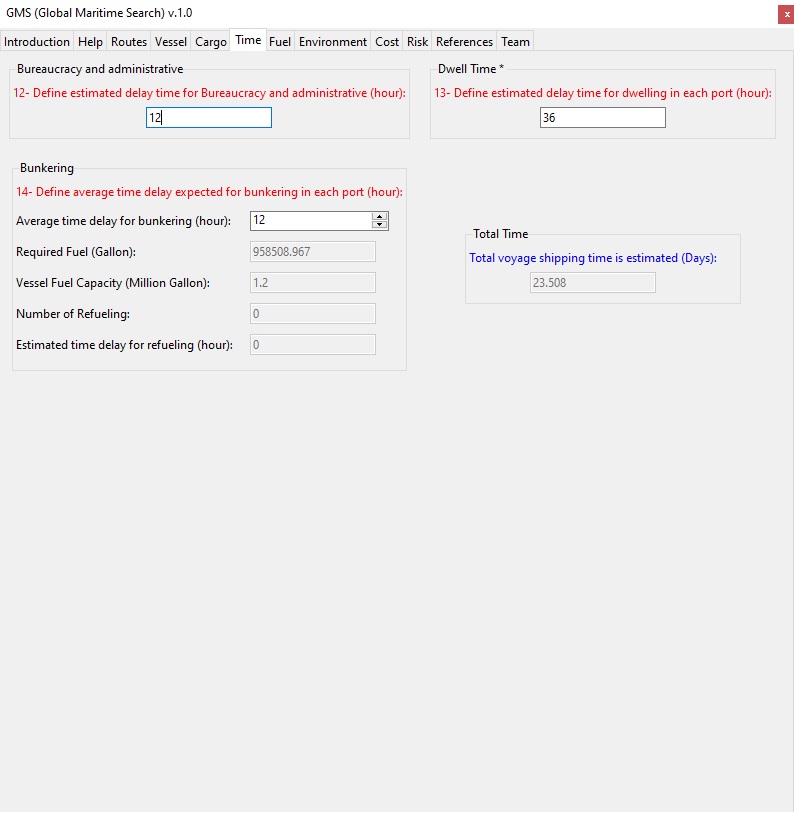 GMS (Global Maritime Search) v.1.0
x
Introduction Help Routes Vessel Cargo Time Fuel Environment Cost Risk References Team
Bureaucracy and administrative
12- Define estimated delay time for Bureaucracy and administrative (hour):
12
Dwell Time *
13- Define estimated delay time for dwelling in each port (hour):
36
Bunkering
14- Define average time delay expected for bunkering in each port (hour):
Average time delay for bunkering (hour): 12
Required Fuel (Gallon): 958508.967
Vessel Fuel Capacity (Million Gallon): 1.2
Number of Refueling: 0
Estimated time delay for refueling (hour): 0
Total Time
Total voyage shipping time is estimated (Days):
23.508